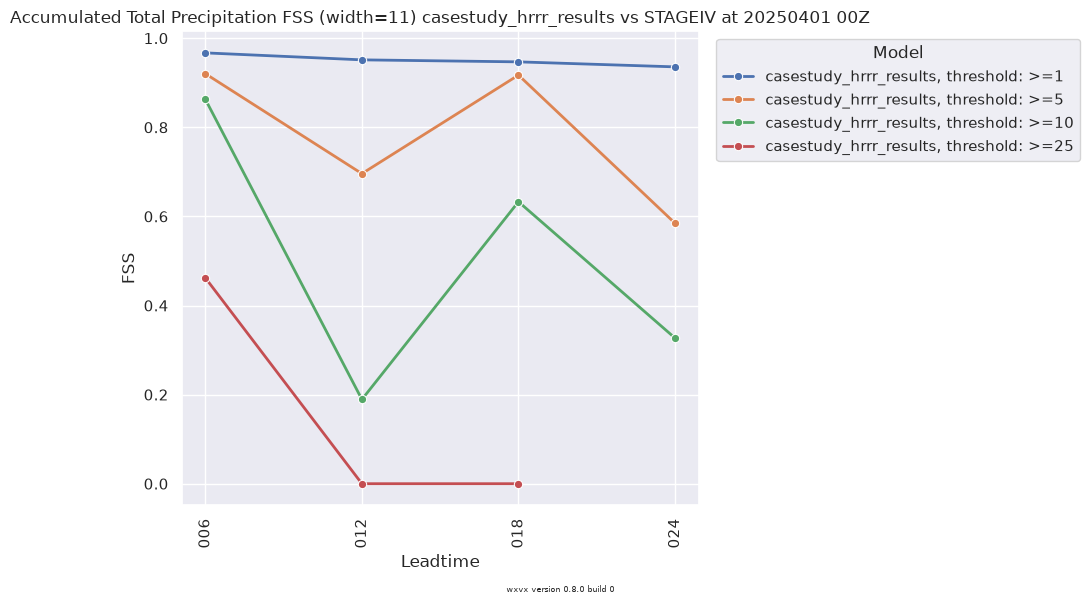 Accumulated Total Precipitation FSS (width=11) casestudy_hrrr_results vs STAGEIV at 20250401 00Z
Model
casestudy_hrrr_results, threshold: >=1
casestudy_hrrr_results, threshold: >=5
casestudy_hrrr_results, threshold: >=10
casestudy_hrrr_results, threshold: >=25
FSS
1.0
0.8
0.6
0.4
0.2
0.0
006
012
018
024
Leadtime
wxvx version 0.8.0 build 0